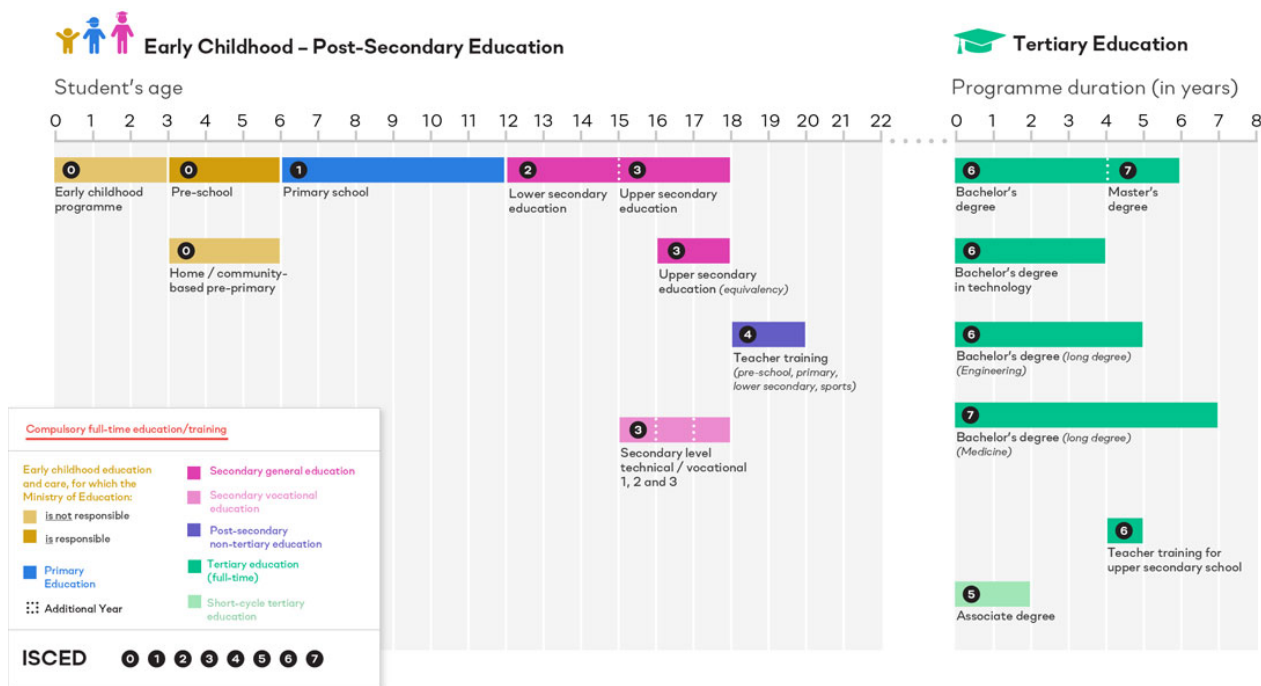 Early Childhood – Post-Secondary Education
Student's age
0 1 2 3 4 5 6 7 8 9 10 11 12 13 14 15 16 17 18 19 20 21 22
0
Early childhood
programme
0
Pre-school
1
Primary school
2
Lower secondary
education
3
Upper secondary
education
0
Home / community-
based pre-primary
3
Upper secondary
education (equivalency)
4
Teacher training
(pre-school, primary,
lower secondary, sports)
3
Secondary level
technical / vocational
1, 2 and 3
Tertiary Education
Programme duration (in years)
0 1 2 3 4 5 6 7 8
6
Bachelor's
degree
7
Master's
degree
6
Bachelor's degree
in technology
6
Bachelor's degree (long degree)
(Engineering)
7
Bachelor's degree (long degree)
(Medicine)
6
Teacher training for
upper secondary school
5
Associate degree
Compulsory full-time education/training
Early childhood education
and care, for which the
Ministry of Education:
is not responsible
is responsible
Primary
Education
Additional Year
Secondary general education
Secondary vocational
education
Post-secondary
non-tertiary education
Tertiary education
(full-time)
Short-cycle tertiary
education
ISCED 0 1 2 3 4 5 6 7